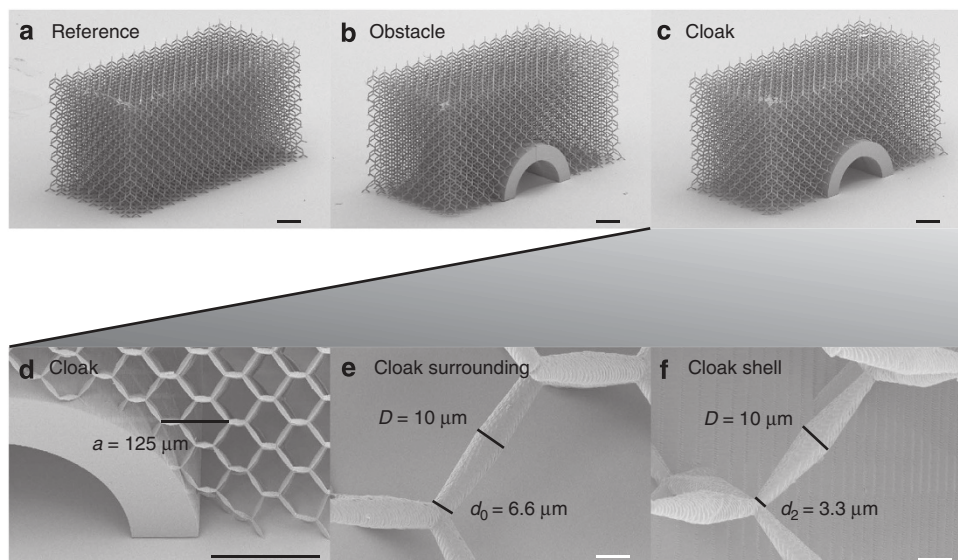 a Reference
b Obstacle
c Cloak
d Cloak
a = 125 μm
e Cloak surrounding
D = 10 μm
d0 = 6.6 μm
f Cloak shell
D = 10 μm
d2 = 3.3 μm